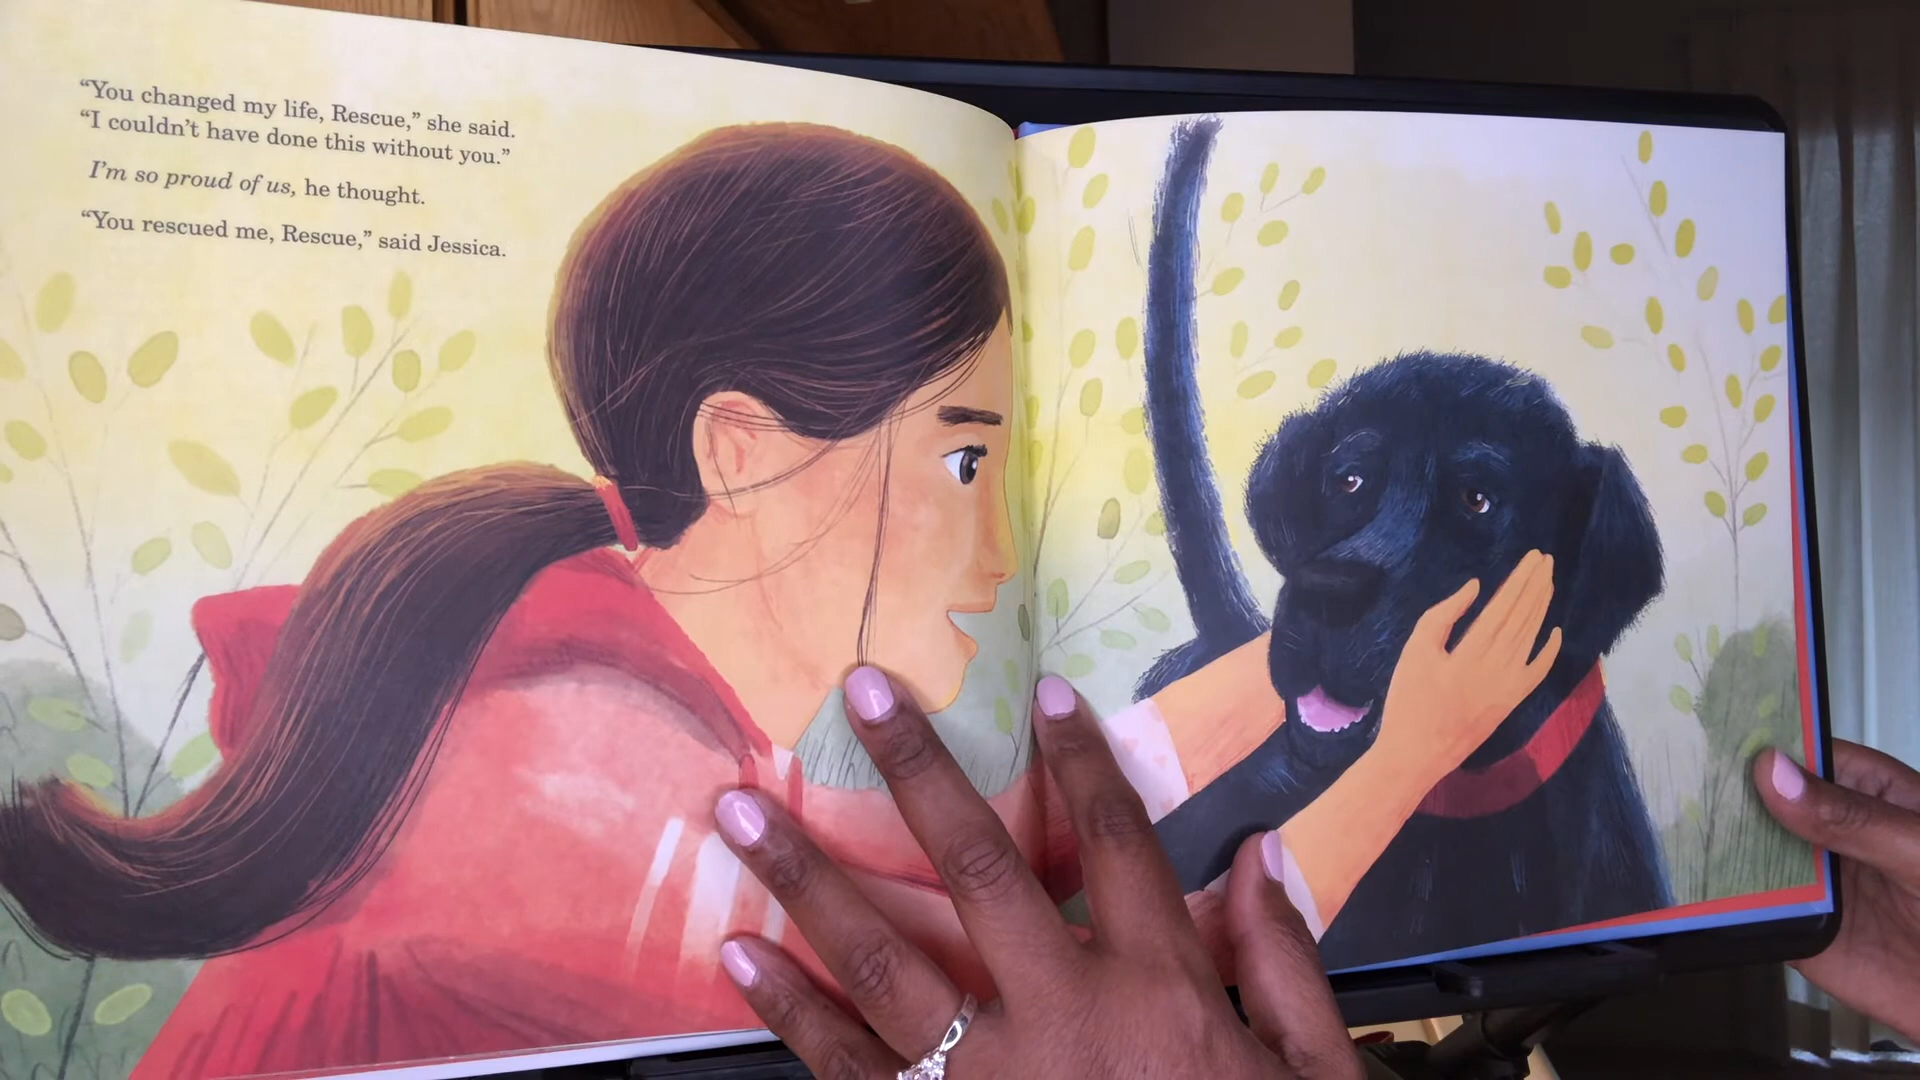 “You changed my life, Rescue,” she said.
“I couldn’t have done this without you.”
I’m so proud of us, he thought.
“You rescued me, Rescue,” said Jessica.